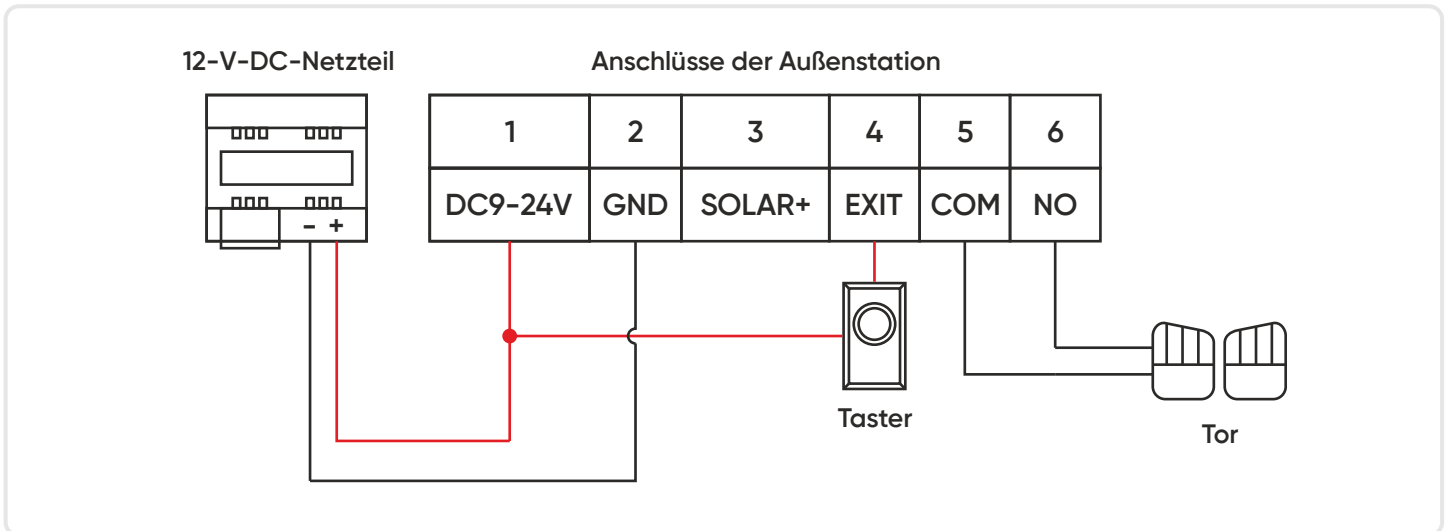 12-V-DC-Netzteil
Anschlüsse der Außenstation
1 2 3 4 5 6
DC9-24V GND SOLAR+ EXIT COM NO
- +
Taster
Tor